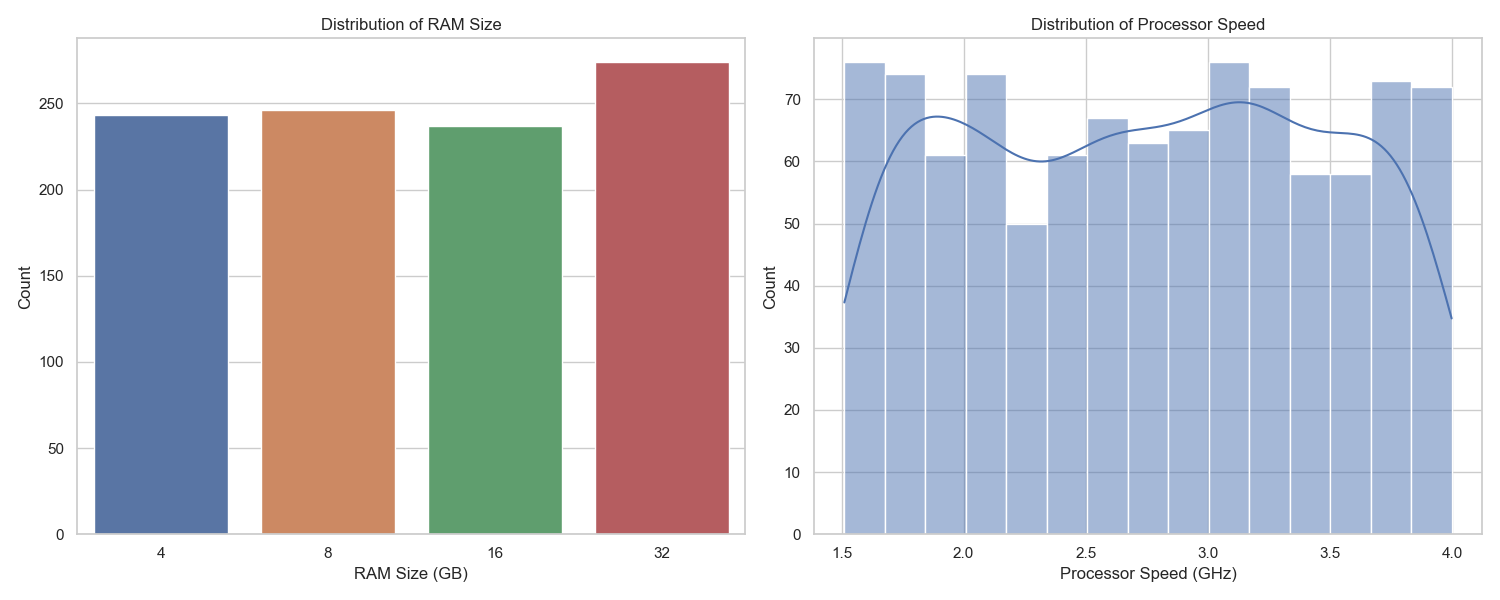 Distribution of RAM Size
Count
250
200
150
100
50
0
4 8 16 32
RAM Size (GB)
Distribution of Processor Speed
Count
70
60
50
40
30
20
10
0
1.5 2.0 2.5 3.0 3.5 4.0
Processor Speed (GHz)